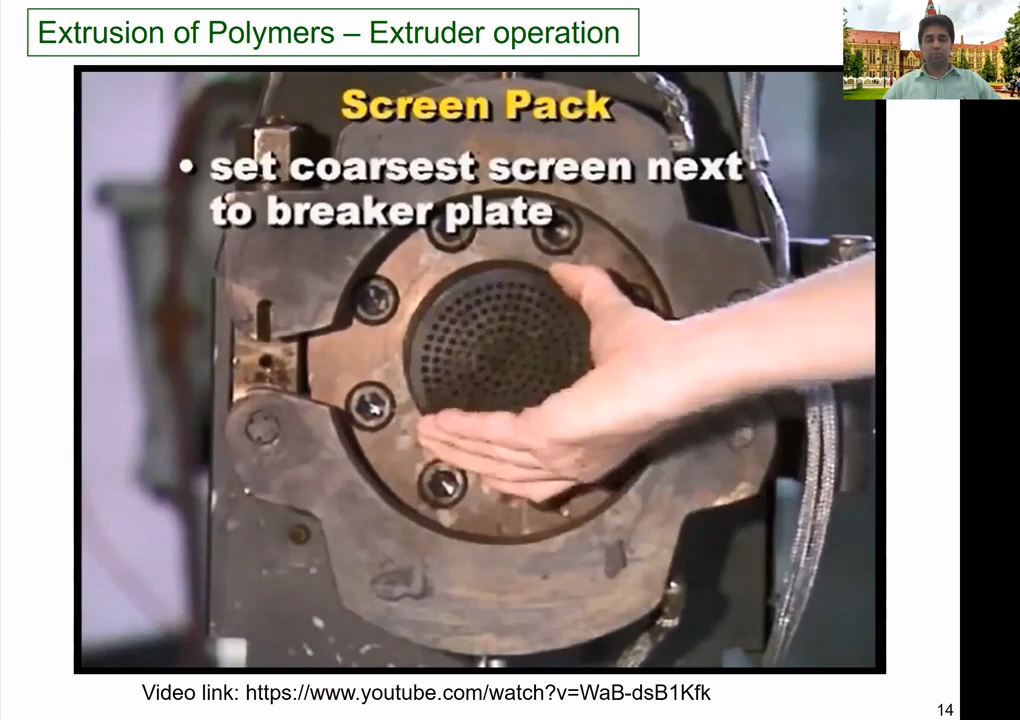 Extrusion of Polymers – Extruder operation
Screen Pack
• set coarsest screen next
to breaker plate
Video link: https://www.youtube.com/watch?v=WaB-dsB1Kfk
14